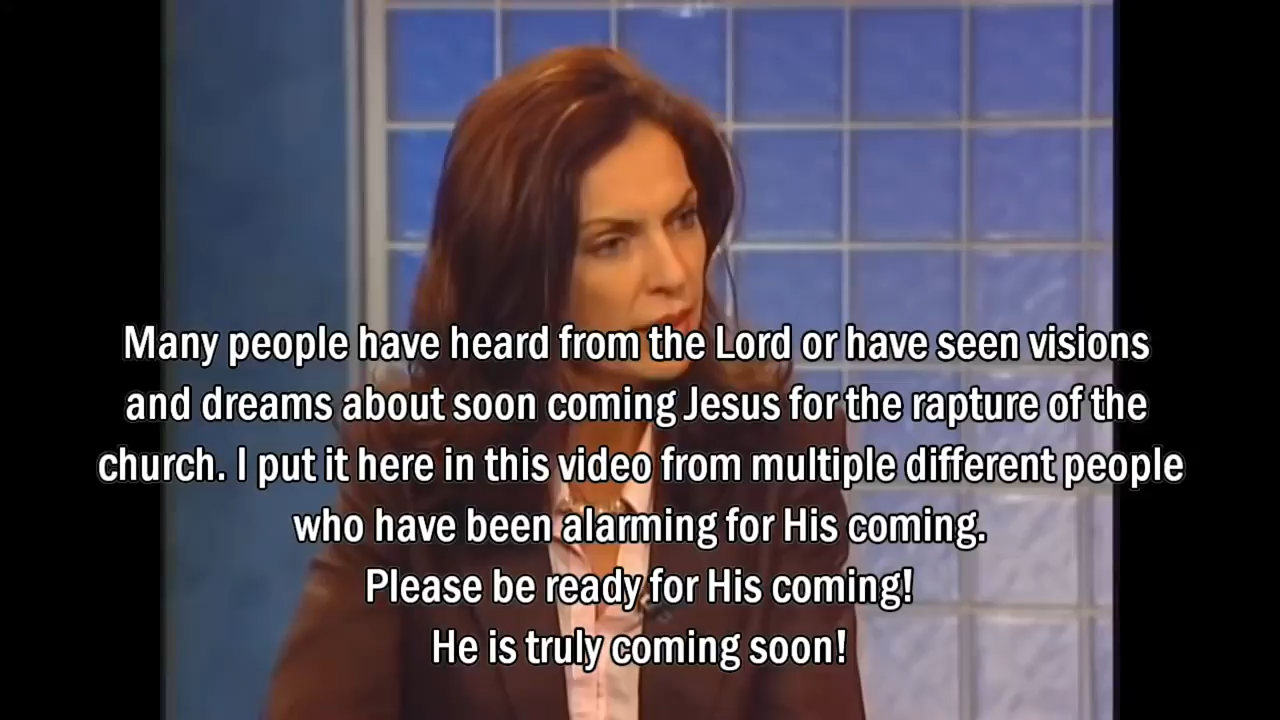 Many people have heard from the Lord or have seen visions
and dreams about soon coming Jesus for the rapture of the
church. I put it here in this video from multiple different people
who have been alarming for His coming.
Please be ready for His coming!
He is truly coming soon!